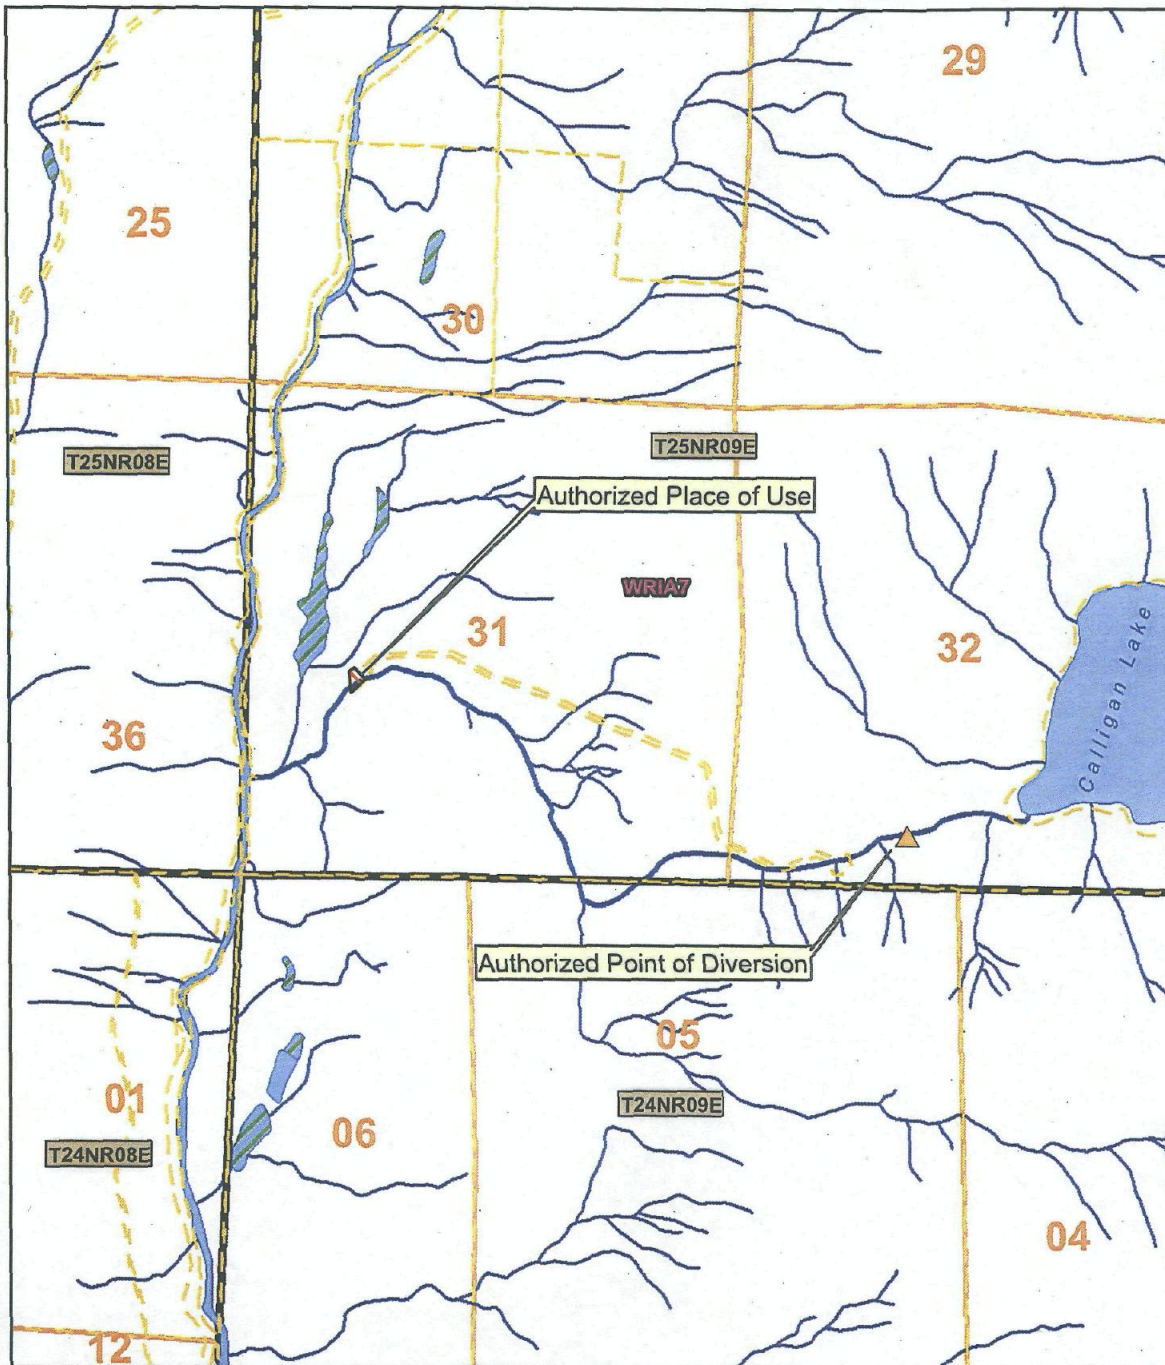 29
25
30
T25NR08E
T25NR09E
Authorized Place of Use
WRIA7
31
32
Calligan Lake
36
Authorized Point of Diversion
05
01
T24NR09E
06
T24NR08E
04
12